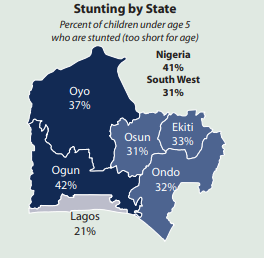 Stunting by State
Percent of children under age 5
who are stunted (too short for age)
Nigeria
41%
South West
31%
Oyo
37%
Osun
31%
Ekiti
33%
Ogun
42%
Ondo
32%
Lagos
21%